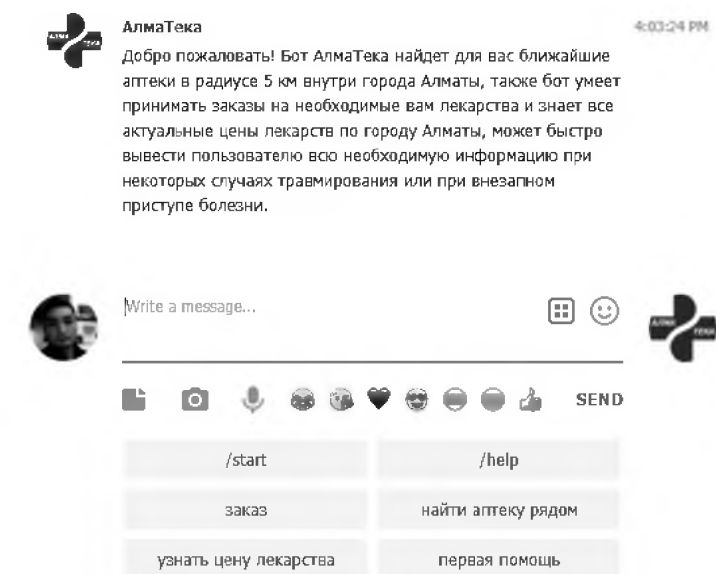 АлмаТека
4:03:24 PM
Добро пожаловать! Бот АлмаТека найдет для вас ближайшие
аптеки в радиусе 5 км внутри города Алматы, также бот умеет
принимать заказы на необходимые вам лекарства и знает все
актуальные цены лекарств по городу Алматы, может быстро
вывести пользователю всю необходимую информацию при
некоторых случаях травмирования или при внезапном
приступе болезни.
Write a message...
SEND
/start
/help
заказ
найти аптеку рядом
узнать цену лекарства
первая помощь